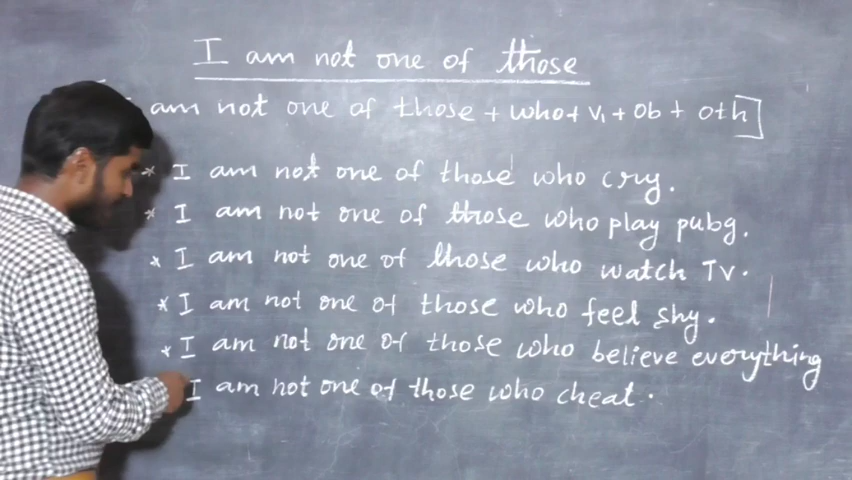 I am not one of those
am not one of those + who + V₁ + Ob + oth]
* I am not one of those who cry.
* I am not one of those who play pubg.
* I am not one of those who watch TV.
* I am not one of those who feel shy.
* I am not one of those who believe everything
I am not one of those who cheat.